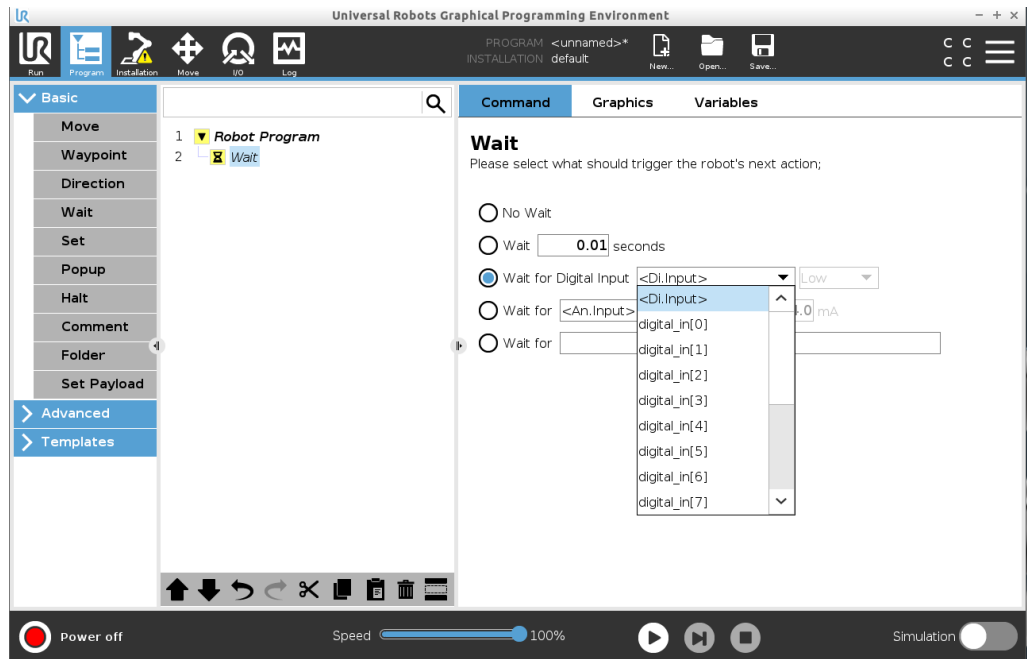 UR
Universal Robots Graphical Programming Environment
UR
Run
Program
Installation
Move
I/O
Log
PROGRAM <unnamed>*
INSTALLATION default
New...
Open...
Save...
C C
C C
Basic
Move
Waypoint
Direction
Wait
Set
Popup
Halt
Comment
Folder
Set Payload
Advanced
Templates
1 Robot Program
2 Wait
Command Graphics Variables
Wait
Please select what should trigger the robot's next action;
No Wait
Wait 0.01 seconds
Wait for Digital Input <Di.Input> Low
Wait for <An.Input> .0 mA
Wait for
<Di.Input>
digital_in[0]
digital_in[1]
digital_in[2]
digital_in[3]
digital_in[4]
digital_in[5]
digital_in[6]
digital_in[7]
Power off
Speed 100%
Simulation